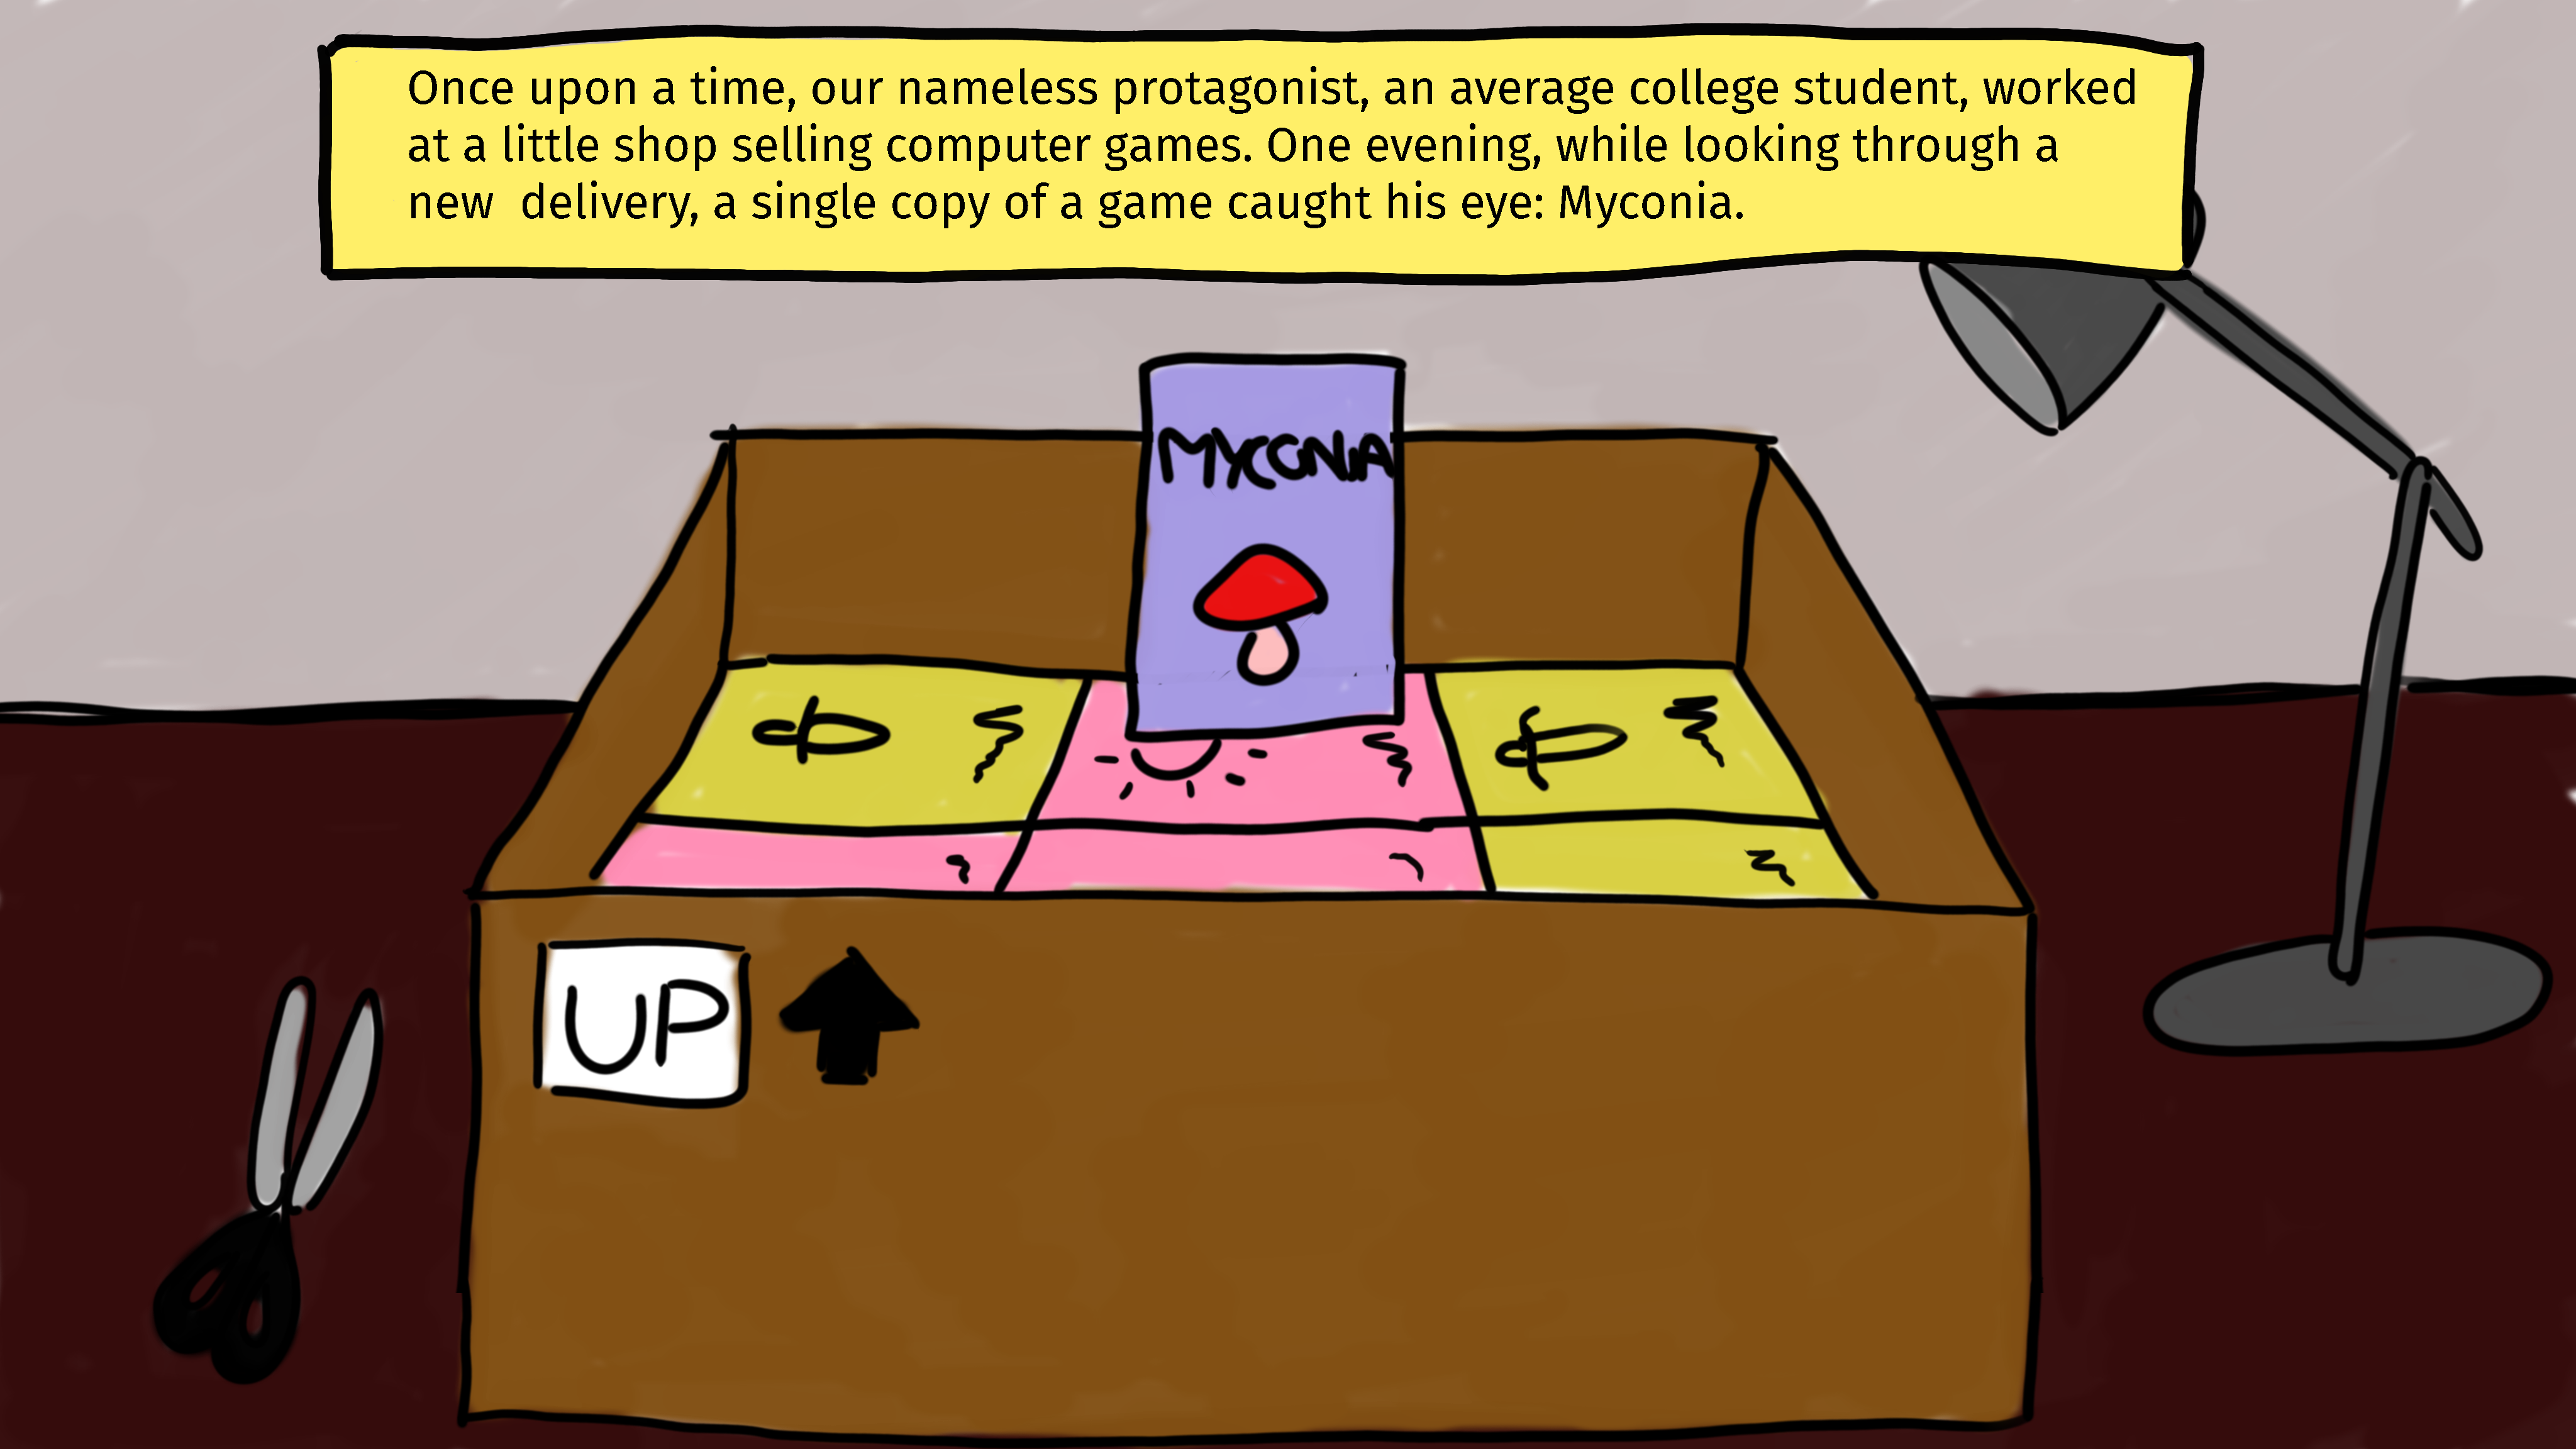 Once upon a time, our nameless protagonist, an average college student, worked
at a little shop selling computer games. One evening, while looking through a
new  delivery, a single copy of a game caught his eye: Myconia.
MYCONIA
UP